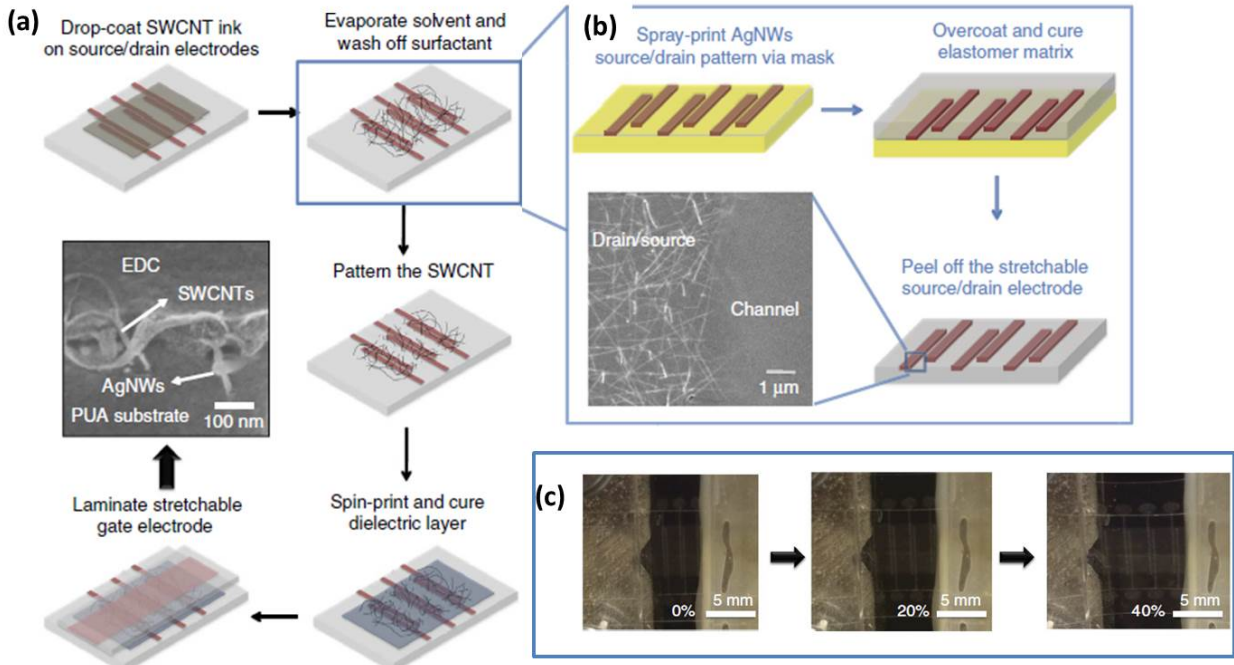 (a)
Drop-coat SWCNT ink
on source/drain electrodes
Evaporate solvent and
wash off surfactant
Pattern the SWCNT
Spin-print and cure
dielectric layer
Laminate stretchable
gate electrode
EDC
SWCNTs
AgNWs
PUA substrate
100 nm
(b)
Spray-print AgNWs
source/drain pattern via mask
Overcoat and cure
elastomer matrix
Peel off the stretchable
source/drain electrode
Drain/source
Channel
1 μm
(c)
0%
5 mm
20%
5 mm
40%
5 mm